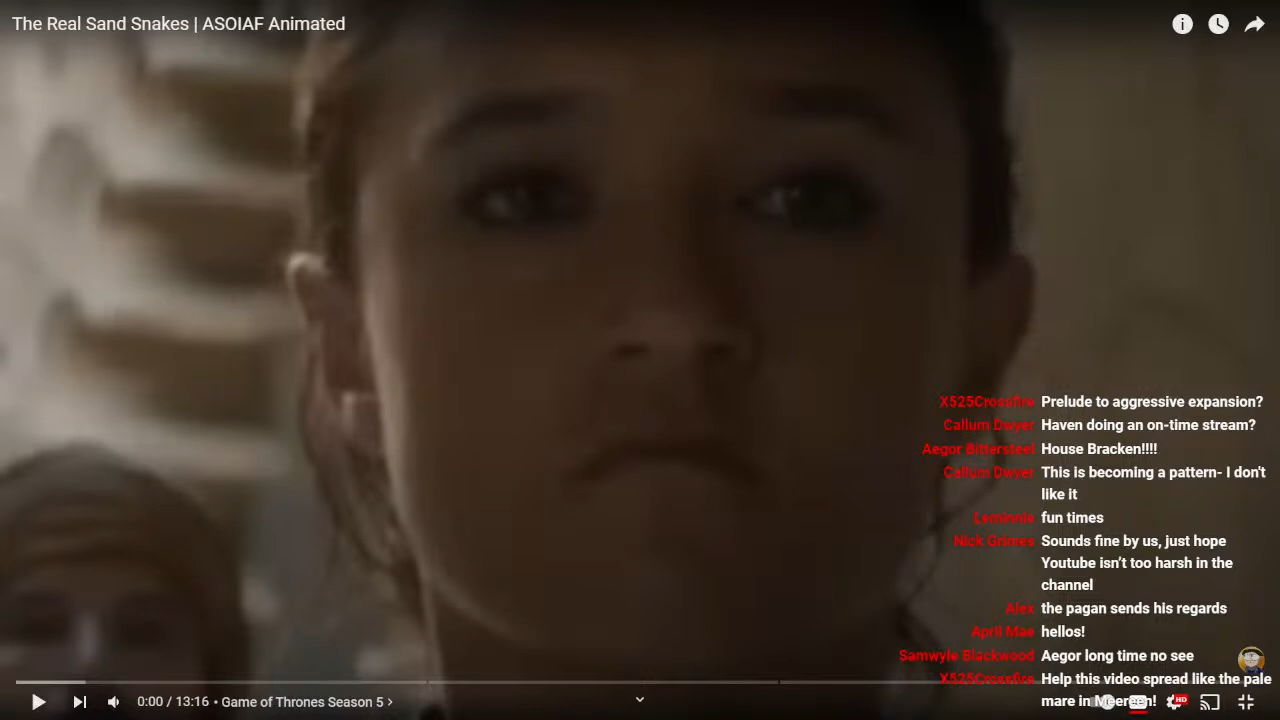 The Real Sand Snakes | ASOIAF Animated
X525Crossfire Prelude to aggressive expansion?
Callum Dwyer Haven doing an on-time stream?
Aegor Bittersteel House Bracken!!!!
Callum Dwyer This is becoming a pattern- I don't
like it
Leminnie fun times
Nick Grimes Sounds fine by us, just hope
Youtube isn't too harsh in the
channel
Alex the pagan sends his regards
April Mae hellos!
Samwyle Blackwood Aegor long time no see
X525Crossfire Help this video spread like the pale
mare in Meereen!
0:00 / 13:16 • Game of Thrones Season 5 >
HD